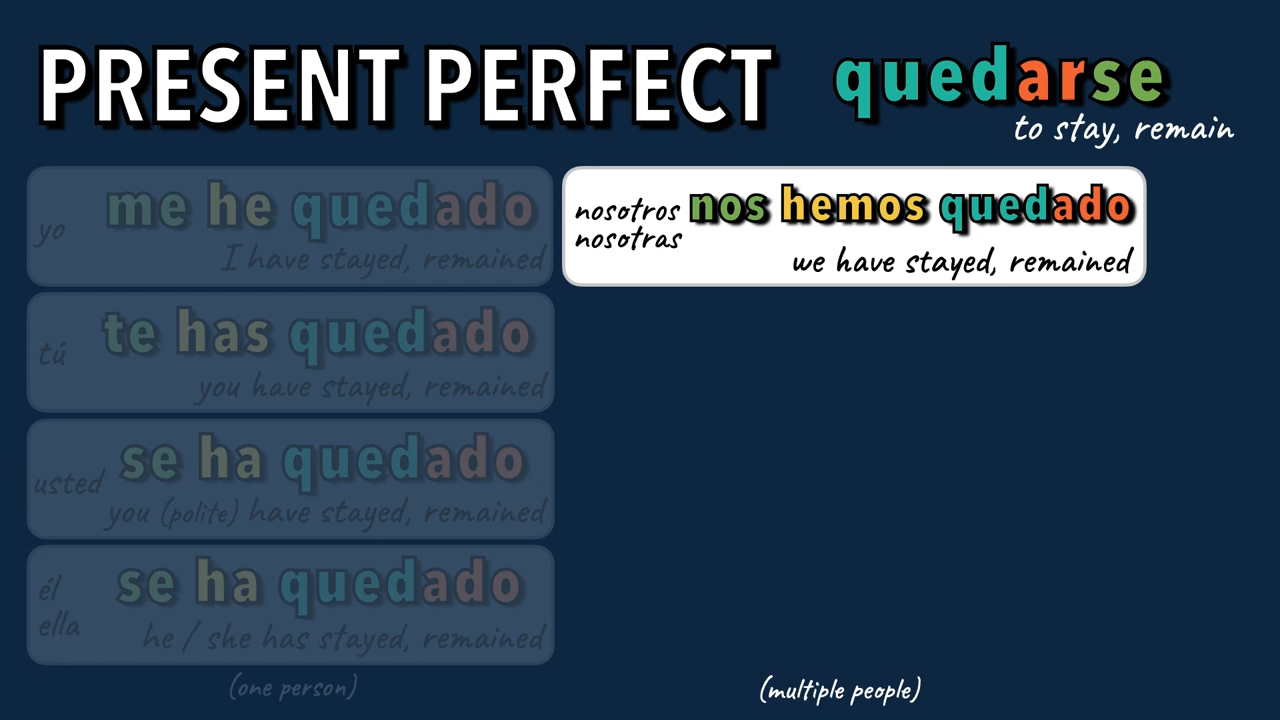 PRESENT PERFECT
quedarse
to stay, remain
yo
me he quedado
I have stayed, remained
tú
te has quedado
you have stayed, remained
usted
se ha quedado
you (polite) have stayed, remained
él
ella
se ha quedado
he / she has stayed, remained
(one person)
nosotros
nosotras
nos hemos quedado
we have stayed, remained
(multiple people)